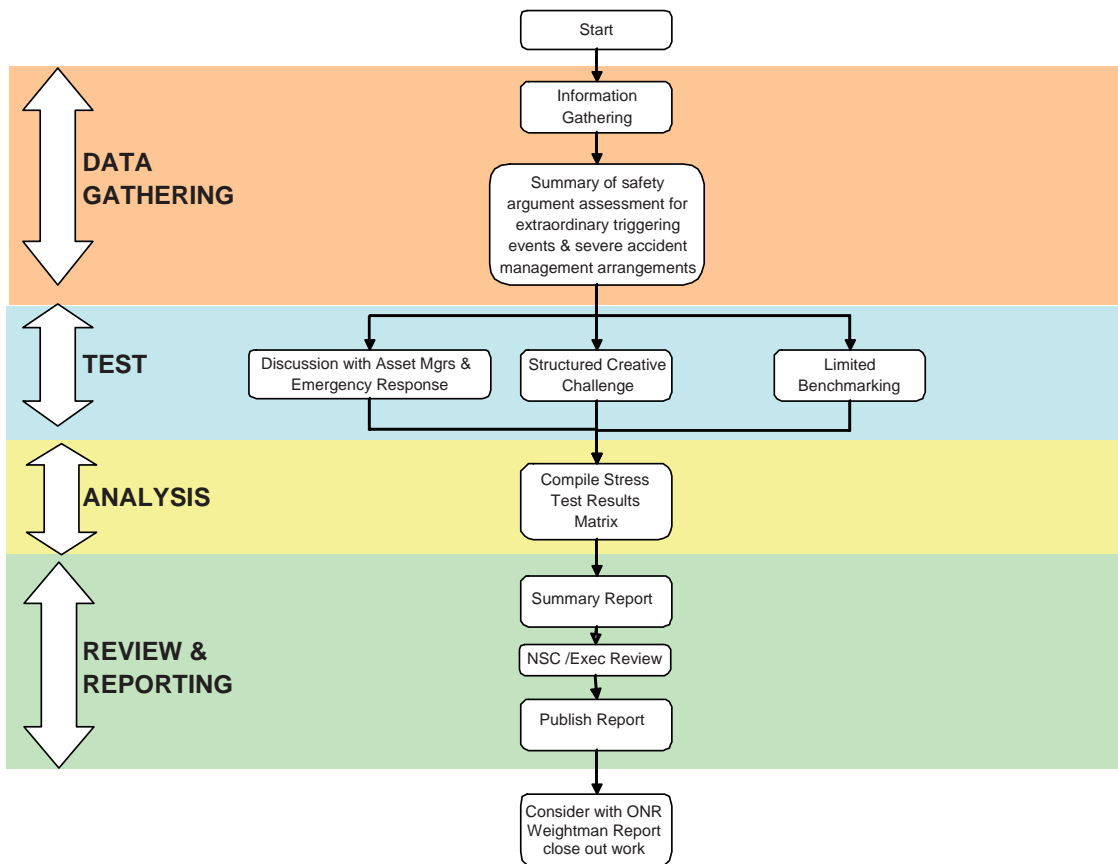 Start
Information
Gathering
DATA
GATHERING
Summary of safety
argument assessment for
extraordinary triggering
events & severe accident
management arrangements
TEST
Discussion with Asset Mgrs &
Emergency Response
Structured Creative
Challenge
Limited
Benchmarking
ANALYSIS
Compile Stress
Test Results
Matrix
REVIEW &
REPORTING
Summary Report
NSC /Exec Review
Publish Report
Consider with ONR
Weightman Report
close out work